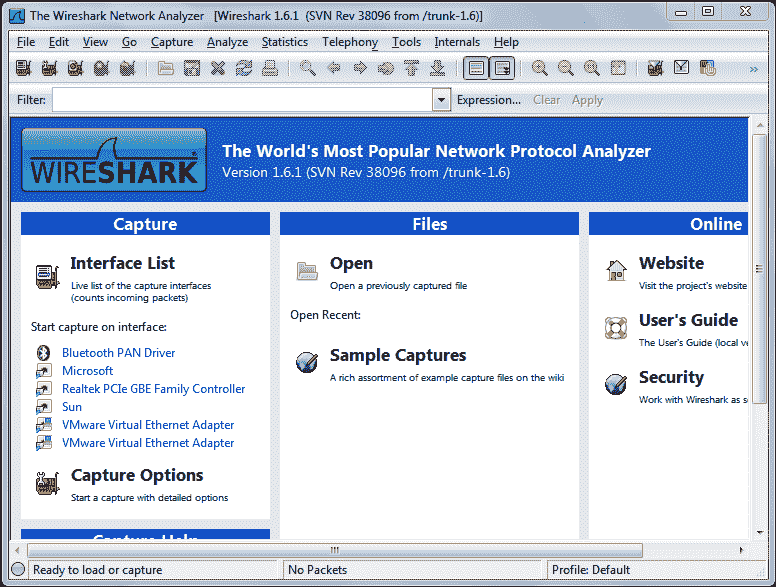 The Wireshark Network Analyzer [Wireshark 1.6.1 (SVN Rev 38096 from /trunk-1.6)]
File Edit View Go Capture Analyze Statistics Telephony Tools Internals Help
Filter: Expression... Clear Apply
WIRESHARK
The World's Most Popular Network Protocol Analyzer
Version 1.6.1 (SVN Rev 38096 from /trunk-1.6)
Capture
Interface List
Live list of the capture interfaces
(counts incoming packets)
Start capture on interface:
Bluetooth PAN Driver
Microsoft
Realtek PCIe GBE Family Controller
Sun
VMware Virtual Ethernet Adapter
VMware Virtual Ethernet Adapter
Capture Options
Start a capture with detailed options
Capture Help
Files
Open
Open a previously captured file
Open Recent:
Sample Captures
A rich assortment of example capture files on the wiki
Online
Website
Visit the project's website
User's Guide
The User's Guide (local ve
Security
Work with Wireshark as s
Ready to load or capture No Packets Profile: Default